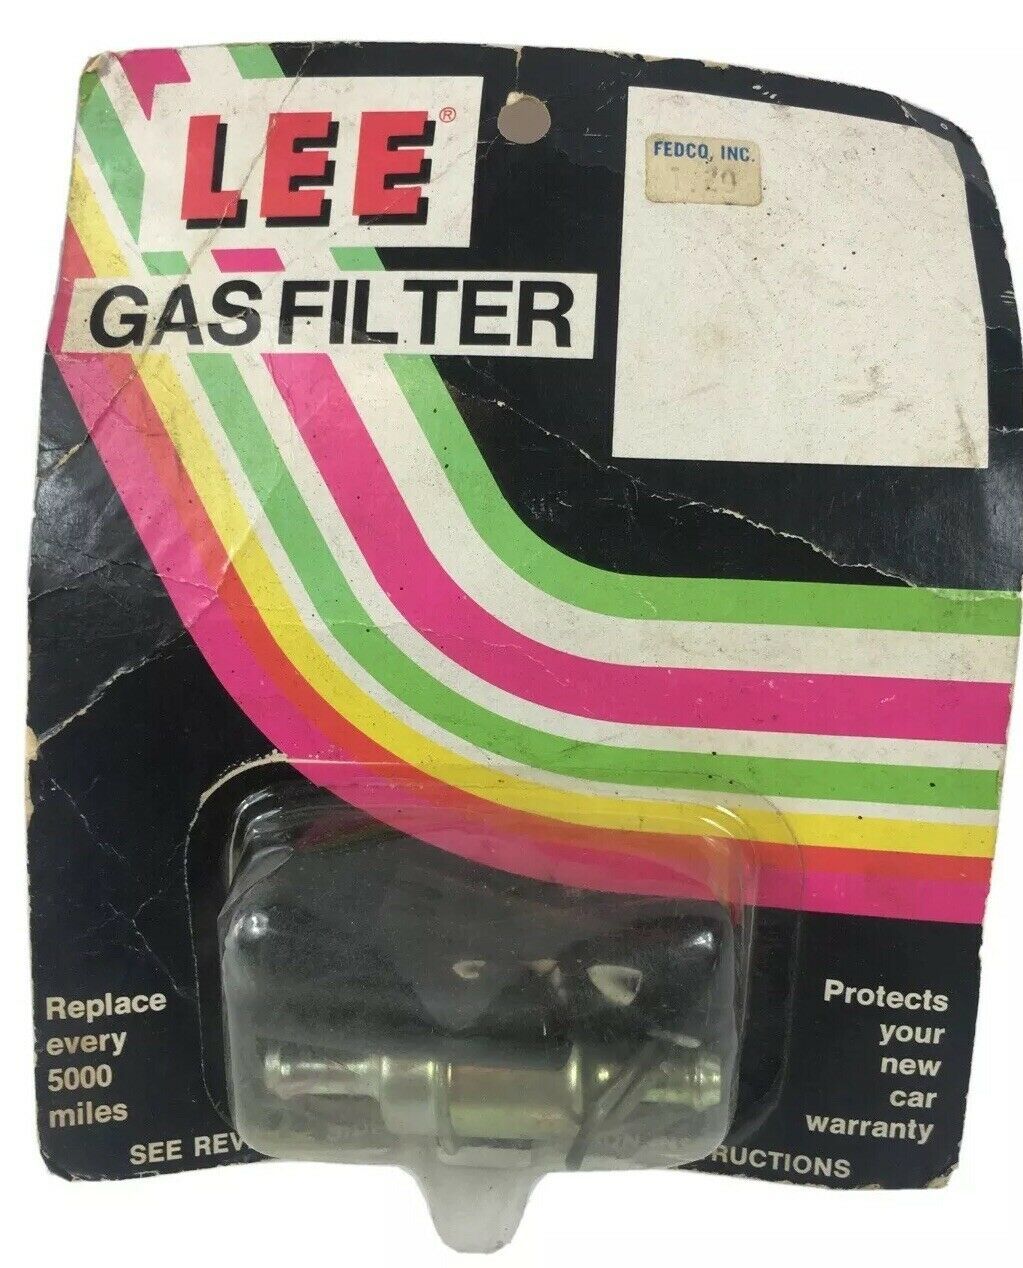 LEE®
GAS FILTER
FEDCO, INC.
Replace
every
5000
miles
Protects
your
new
car
warranty
SEE REV
RUCTIONS